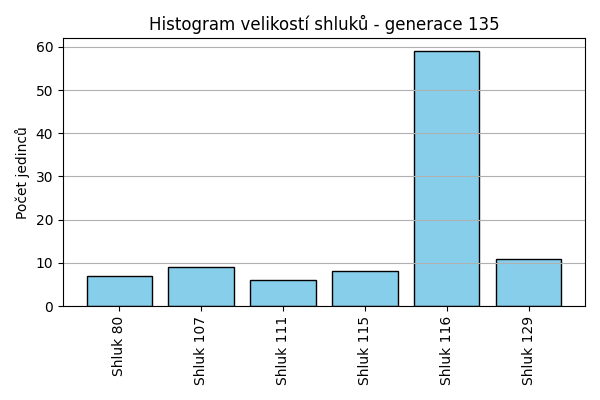 Histogram velikostí shluků - generace 135
Počet jedinců
60
50
40
30
20
10
0
Shluk 80
Shluk 107
Shluk 111
Shluk 115
Shluk 116
Shluk 129